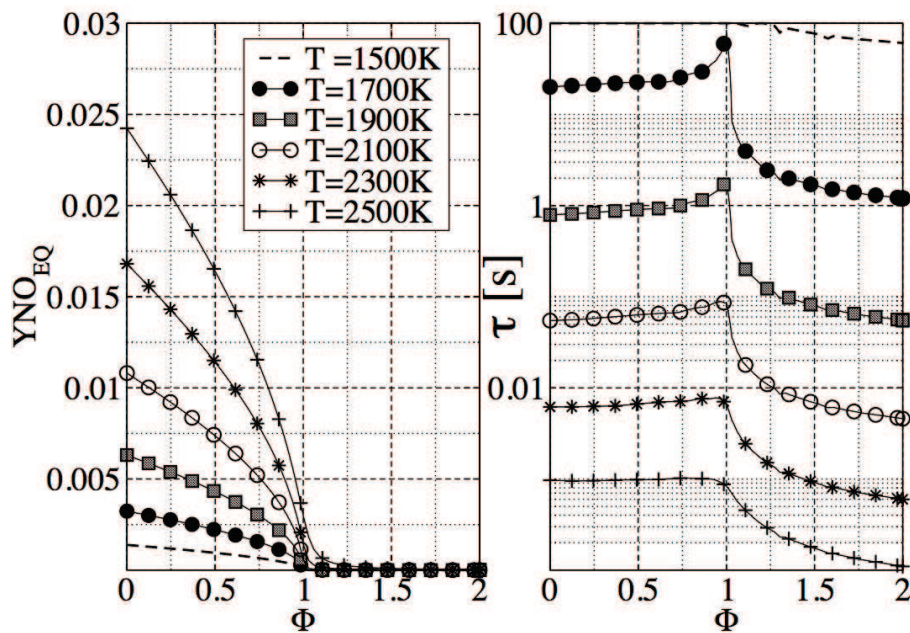 0.03
0.025
0.02
0.015
0.01
0.005
0
YNO_EQ
T =1500K
T=1700K
T=1900K
T=2100K
T=2300K
T=2500K
0 0.5 1 1.5 2
Φ
100
1
0.01
τ [s]
0 0.5 1 1.5 2
Φ